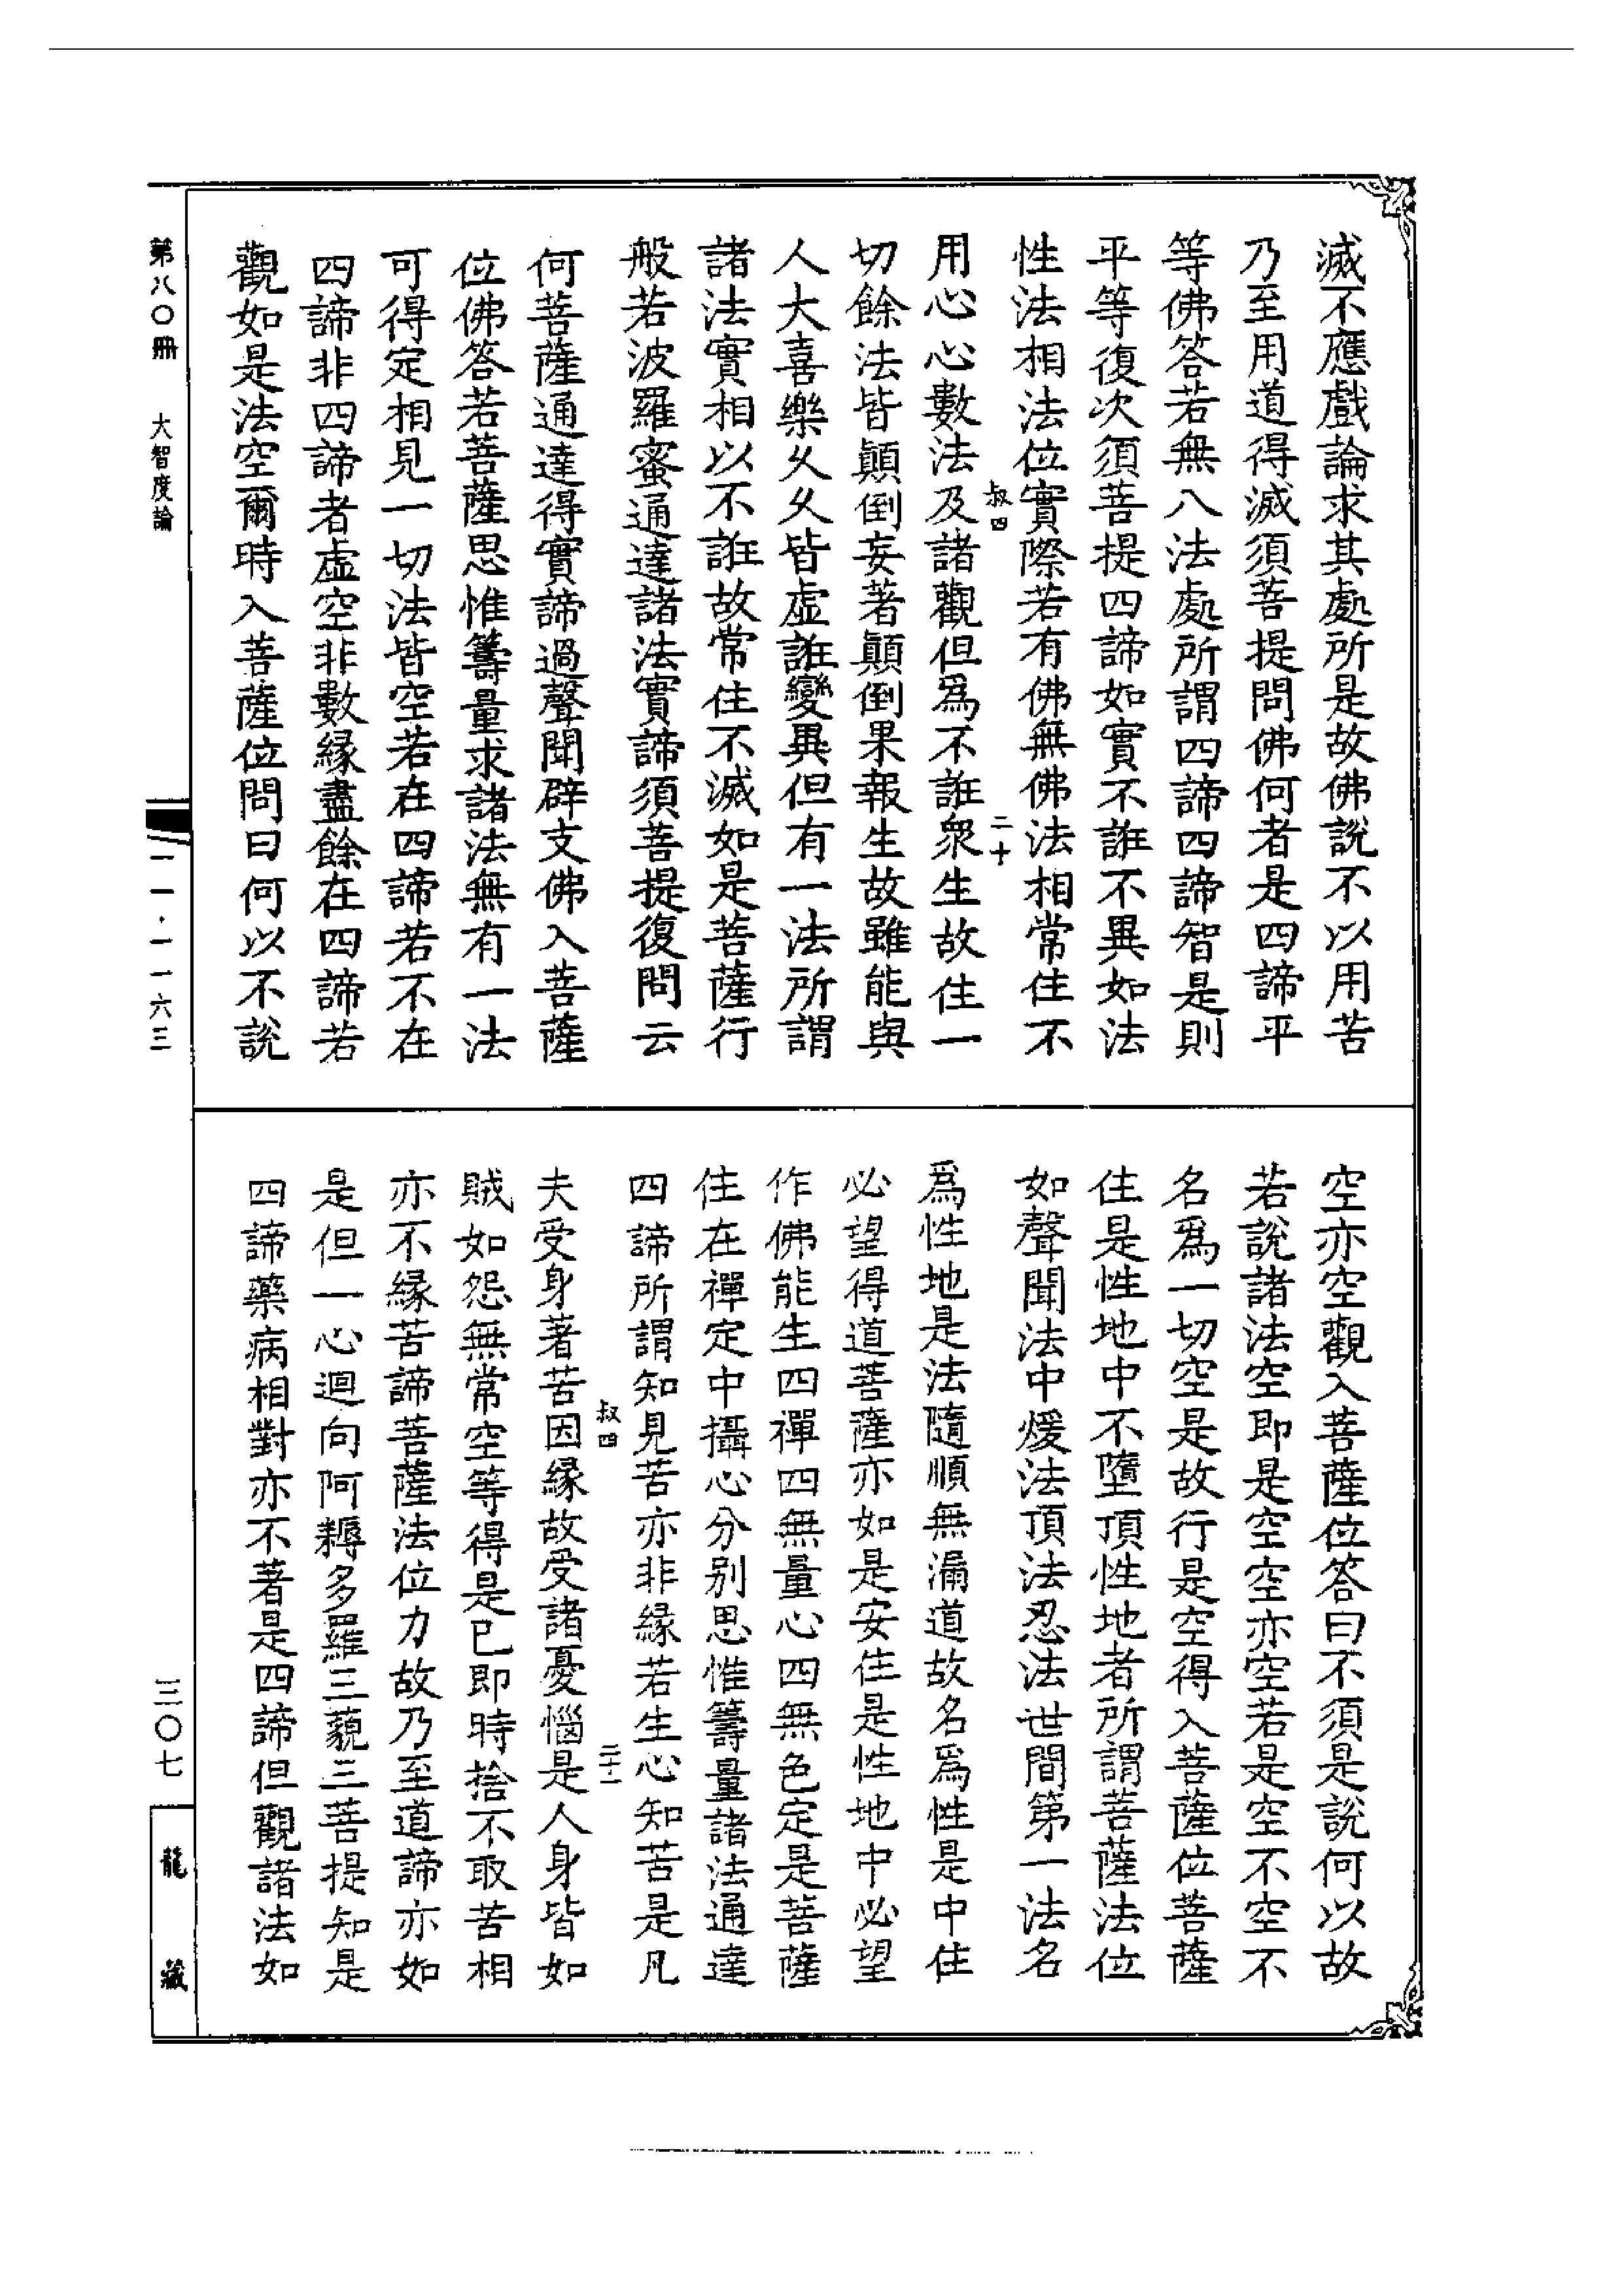 滅不應戲論求其處所是故佛說不以用苦
乃至用道得滅須菩提問佛何者是四諦平
等佛答若無八法處所謂四諦四諦智是則
平等復次須菩提四諦如實不誑不異如法
性法相法位實際若有佛無佛法相常住不
叔四
二十
用心心數法及諸觀但為不誑衆生故住一
切餘法皆顛倒妄著顛倒果報生故雖能與
人大喜樂久久皆虛誑變異但有一法所謂
諸法實相以不誑故常住不滅如是菩薩行
般若波羅蜜通達諸法實諦須菩提復問云
何菩薩通達得實諦過聲聞辟支佛入菩薩
位佛答若菩薩思惟籌量求諸法無有一法
可得定相見一切法皆空若在四諦若不在
四諦非四諦者虛空非數緣盡餘在四諦若
觀如是法空爾時入菩薩位問曰何以不說
空亦空觀入菩薩位答曰不須是說何以故
若說諸法空即是空空亦空若是空不空不
名爲一切空是故行是空得入菩薩位菩薩
住是性地中不墮頂性地者所謂菩薩法位
如聲聞法中煖法頂法忍法世間第一法名
爲性地是法隨順無漏道故名爲性是中住
必望得道菩薩亦如是安住是性地中必望
作佛能生四禪四無量心四無色定是菩薩
住在禪定中攝心分別思惟籌量諸法通達
四諦所謂知見苦亦非緣若生心知苦是凡
叔四
二十一
夫受身著苦因緣故受諸憂惱是人身皆如
賊如怨無常空等得是已即時捨不取苦相
亦不緣苦諦菩薩法位力故乃至道諦亦如
是但一心迴向阿耨多羅三藐三菩提知是
四諦藥病相對亦不著是四諦但觀諸法如
第八〇冊
大智度論
一一·一一六三
三〇七
龍藏